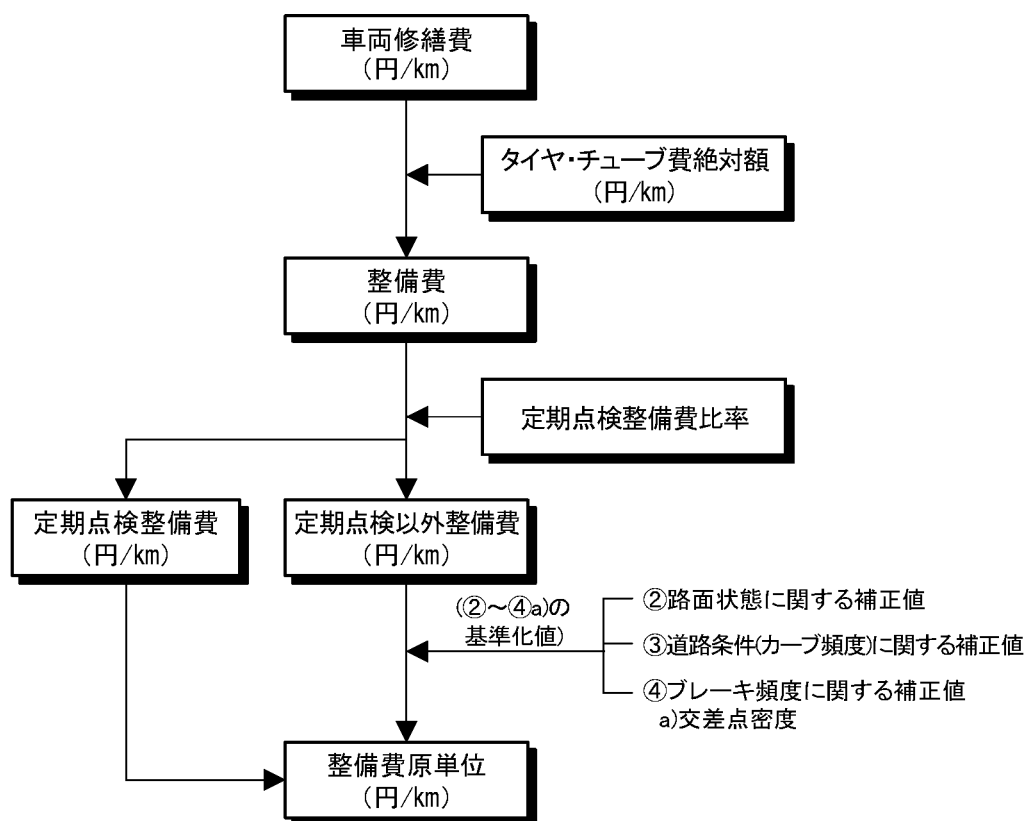 車両修繕費
(円/km)
タイヤ・チューブ費絶対額
(円/km)
整備費
(円/km)
定期点検整備費比率
定期点検整備費
(円/km)
定期点検以外整備費
(円/km)
(②～④a)の
基準化値)
②路面状態に関する補正値
③道路条件(カーブ頻度)に関する補正値
④ブレーキ頻度に関する補正値
a)交差点密度
整備費原単位
(円/km)